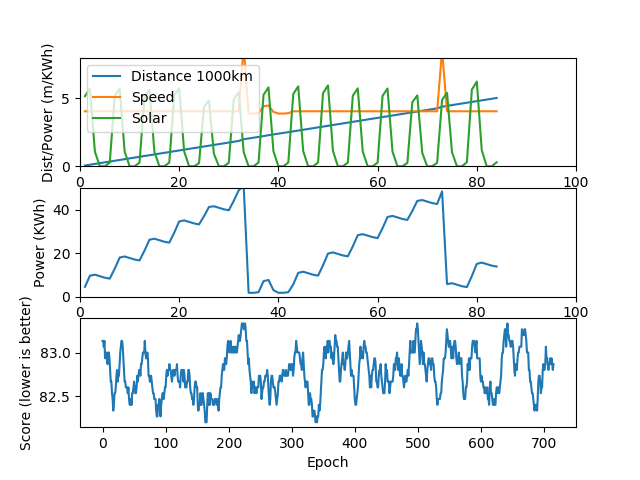 Dist/Power (m/KWh)
5
0
Distance 1000km
Speed
Solar
0 20 40 60 80 100
Power (KWh)
40
20
0
0 20 40 60 80 100
Score (lower is better)
83.0
82.5
0 100 200 300 400 500 600 700
Epoch